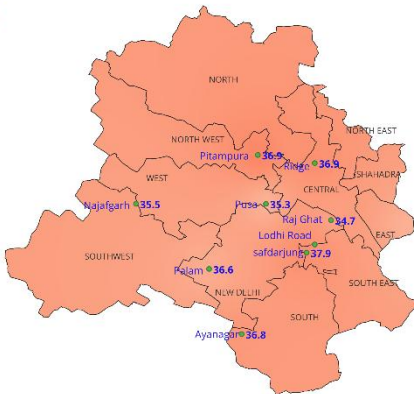 NORTH
NORTH EAST
NORTH WEST
Pitampura 36.9
Ridge 36.9
SHAHADRA
WEST
CENTRAL
Najafgarh 35.5
Pusa 35.3
Raj Ghat 34.7
Lodhi Road
EAST
safdarjung 37.9
SOUTHWEST
Palam 36.6
SOUTH EAST
NEW DELHI
SOUTH
Ayanagar 36.8